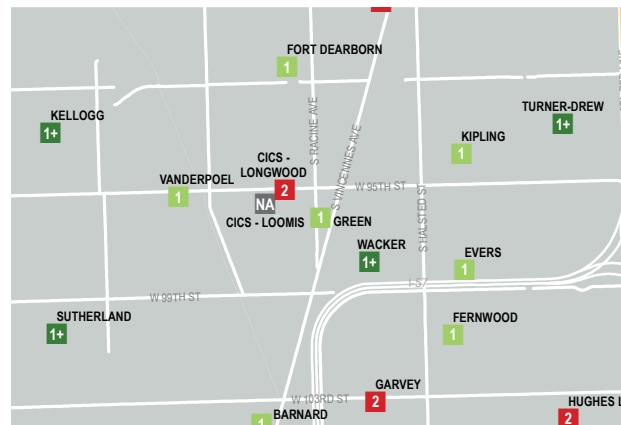 FORT DEARBORN
1
KELLOGG
1+
TURNER-DREW
1+
S RACINE AVE
S VINCENNES AVE
KIPLING
1
CICS -
LONGWOOD
2
VANDERPOEL
1
W 95TH ST
NA
CICS - LOOMIS
1
GREEN
S HALSTED ST
WACKER
1+
EVERS
1
I-57
W 99TH ST
SUTHERLAND
1+
FERNWOOD
1
GARVEY
2
W 103RD ST
HUGHES L
2
BARNARD
1